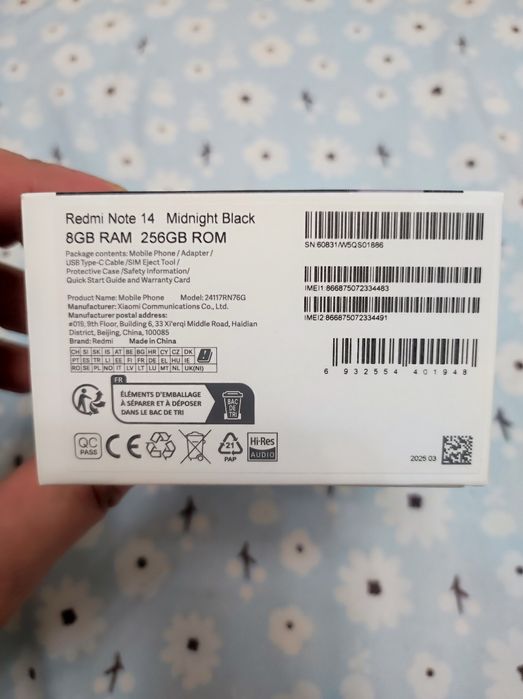 Redmi Note 14 Midnight Black
8GB RAM 256GB ROM
Package contents: Mobile Phone / Adapter /
USB Type-C Cable /SIM Eject Tool /
Protective Case /Safety Information/
Quick Start Guide and Warranty Card
Product Name: Mobile Phone Model: 24117RN76G
Manufacturer: Xiaomi Communications Co., Ltd.
Manufacturer postal address:
#019, 9th Floor, Building 6, 33 Xi'erqi Middle Road, Haidian
District, Beijing, China, 100085
Brand: Redmi Made in China
CH SI SK IS AT BE BG HR CY CZ DK
PT ES TR LI EE FI FR DE EL HU IE
RO SE PL NO IT LV LT LU MT NL UK(NI)
FR
ÉLÉMENTS D'EMBALLAGE
À SÉPARER ET À DÉPOSER
DANS LE BAC DE TRI
BAC
DE
TRI
QC
PASS
CE
21
PAP
Hi-Res
AUDIO
SN:60831/W5QS01886
IMEI1:866875072334483
IMEI2:866875072334491
6 932554 401948
2025 03